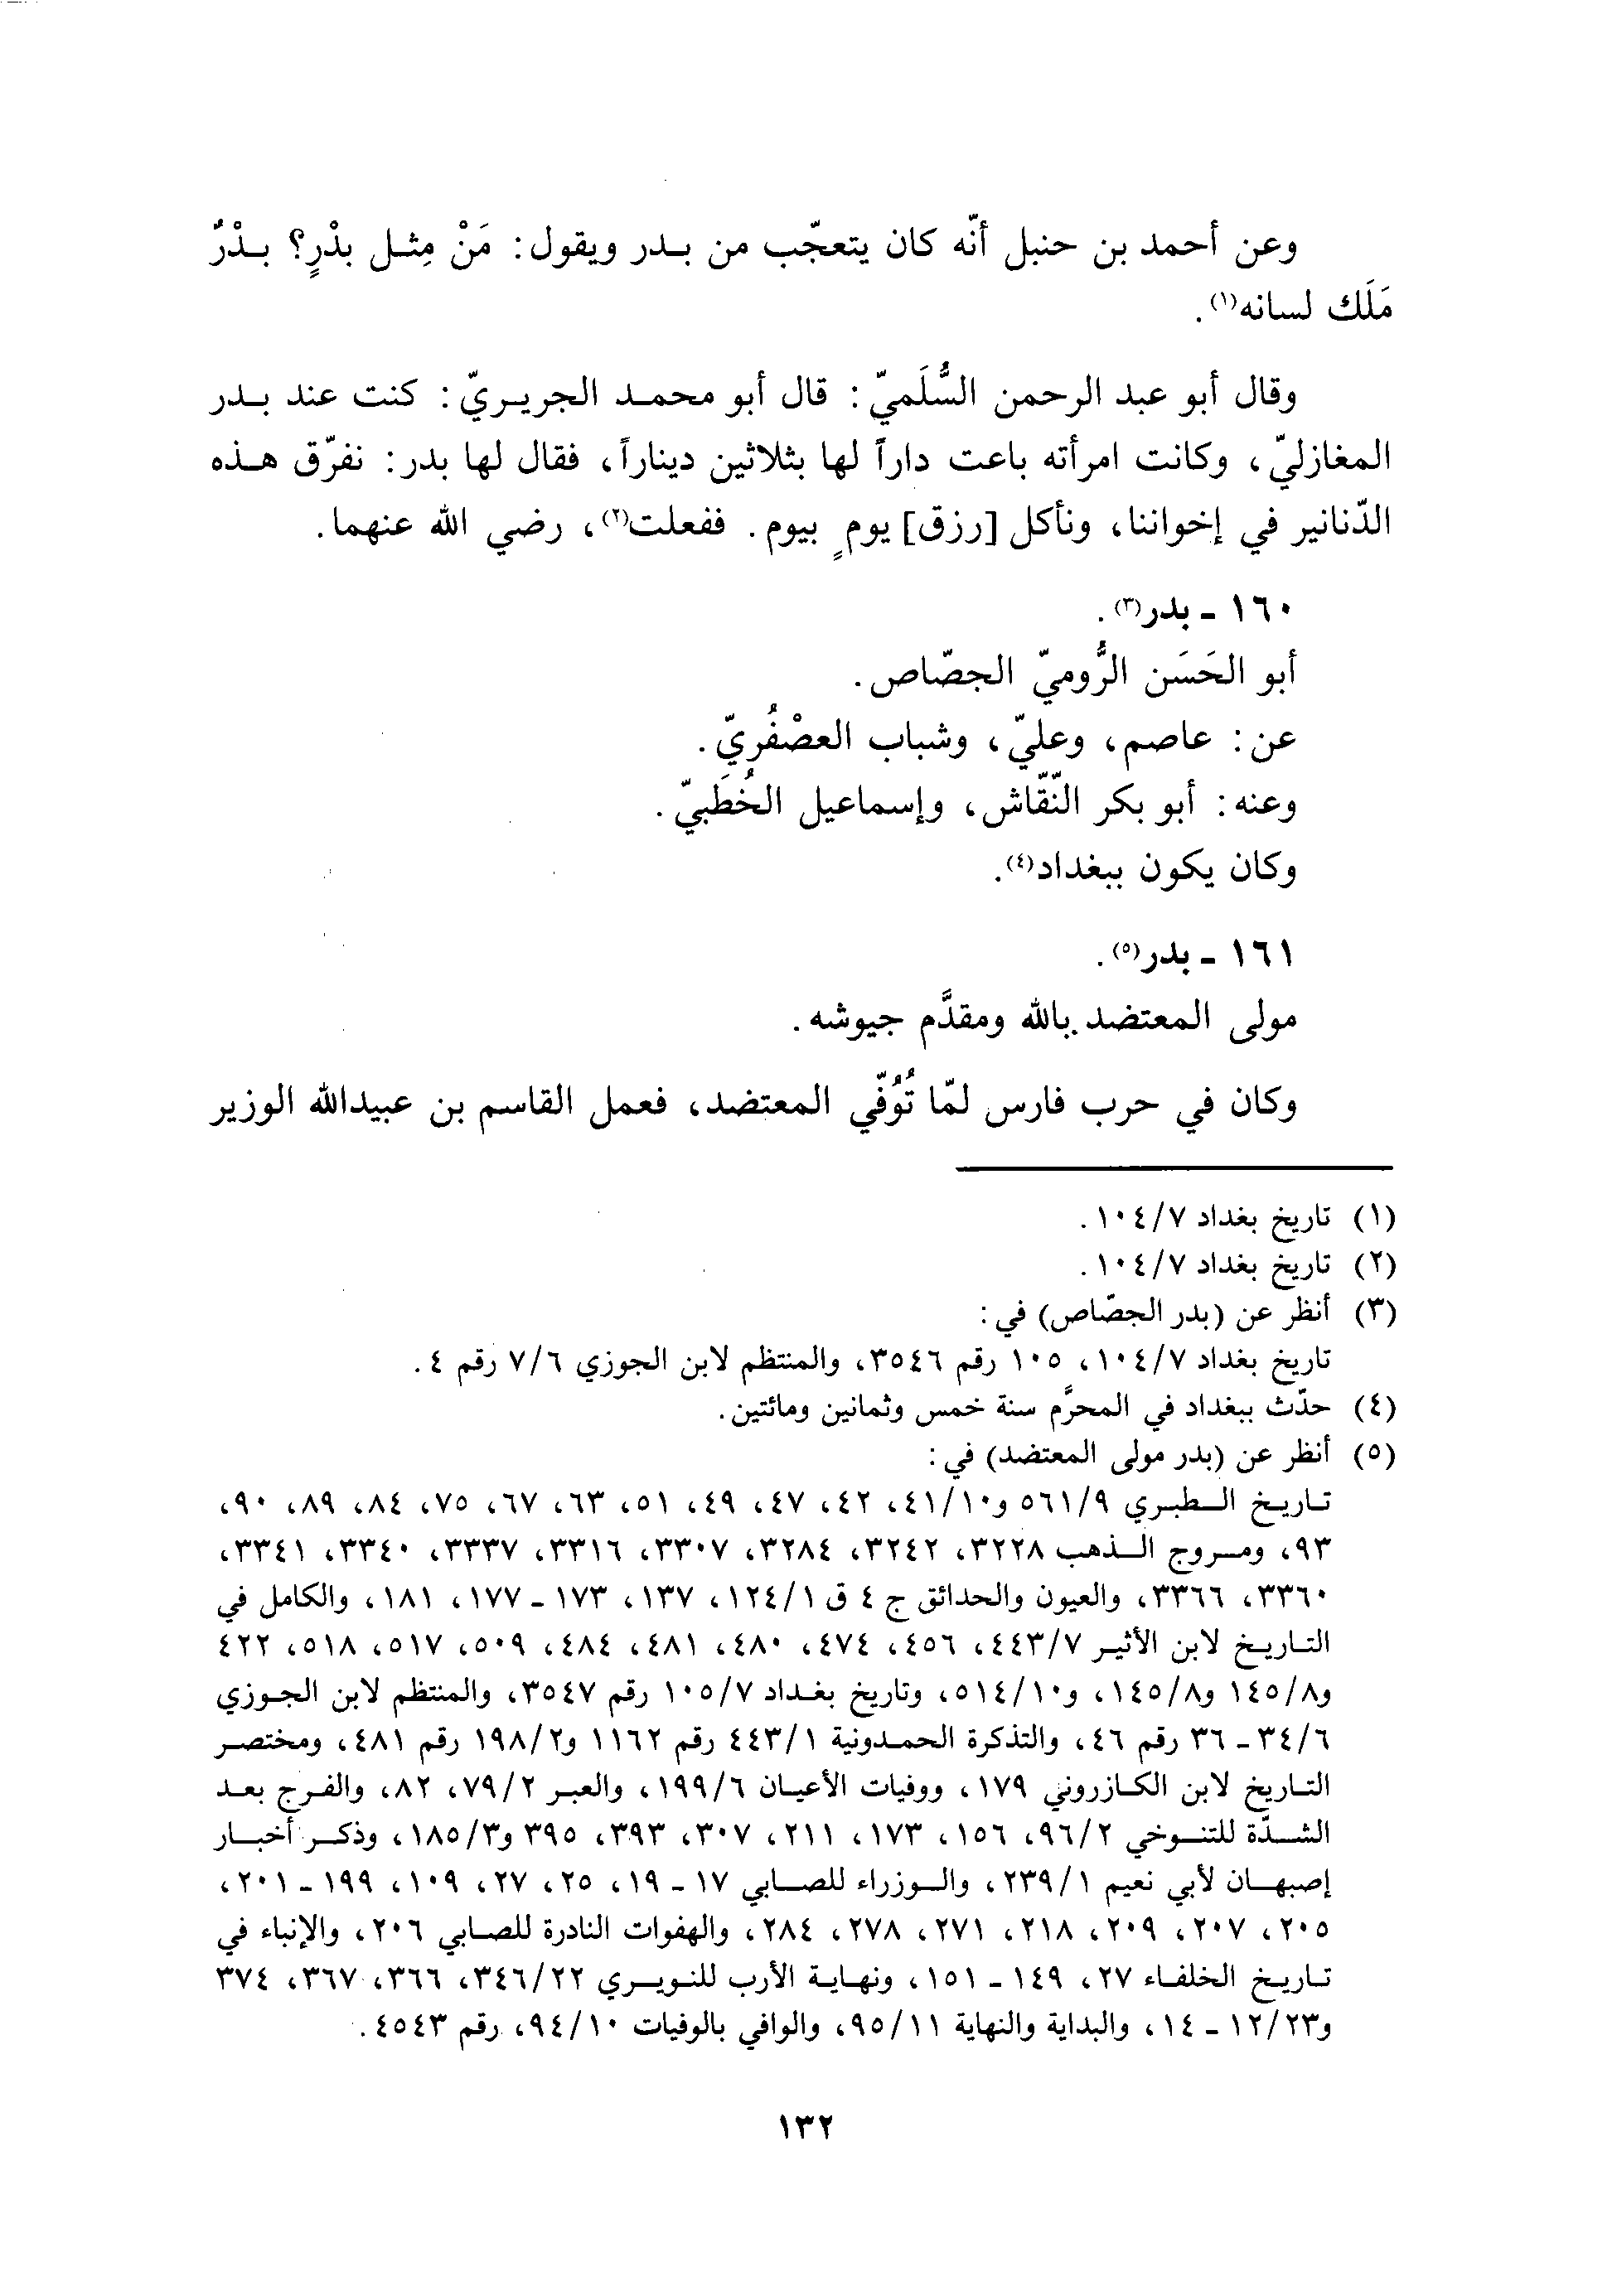 وعن أحمد بن حنبل أنّه كان يتعجّب من بدر ويقول: مَنْ مِثل بدْرٍ؟ بدْرٌ
مَلَك لسانه⁽¹⁾.
وقال أبو عبد الرحمن السُّلَميّ: قال أبو محمد الجريريّ: كنت عند بدر
المغازليّ، وكانت امرأته باعت داراً لها بثلاثين ديناراً، فقال لها بدر: نفرّق هذه
الدّنانير في إخواننا، ونأكل [رزق] يومٍ بيوم. ففعلت⁽²⁾، رضي الله عنهما.
١٦٠ - بدر⁽³⁾.
أبو الحَسَن الرُّوميّ الجصّاص.
عن: عاصم، وعليّ، وشباب العصْفُريّ.
وعنه: أبو بكر النّقّاش، وإسماعيل الخُطَبيّ.
وكان يكون ببغداد⁽⁴⁾.
١٦١ - بدر⁽⁵⁾.
مولى المعتضد بالله ومقدَّم جيوشه.
وكان في حرب فارس لمّا تُوُفّي المعتضد، فعمل القاسم بن عبيدالله الوزير
(١) تاريخ بغداد ١٠٤/٧.
(٢) تاريخ بغداد ١٠٤/٧.
(٣) أنظر عن (بدر الجصّاص) في:
تاريخ بغداد ١٠٤/٧، ١٠٥ رقم ٣٥٤٦، والمنتظم لابن الجوزي ٧/٦ رقم ٤.
(٤) حدّث ببغداد في المحرَّم سنة خمس وثمانين ومائتين.
(٥) أنظر عن (بدر مولى المعتضد) في:
تاريخ الطبري ٥٦١/٩ و٤١/١٠، ٤٢، ٤٧، ٤٩، ٥١، ٦٣، ٦٧، ٧٥، ٨٤، ٨٩، ٩٠،
٩٣، ومروج الذهب ٣٢٢٨، ٣٢٤٢، ٣٢٨٤، ٣٣٠٧، ٣٣١٦، ٣٣٣٧، ٣٣٤٠، ٣٣٤١،
٣٣٦٠، ٣٣٦٦، والعيون والحدائق ج ٤ ق ١٢٤/١، ١٣٧، ١٧٣ - ١٧٧، ١٨١، والكامل في
التاريخ لابن الأثير ٤٤٣/٧، ٤٥٦، ٤٧٤، ٤٨٠، ٤٨١، ٤٨٤، ٥٠٩، ٥١٧، ٥١٨، ٤٢٢
و١٤٥/٨ و١٤٥/٨، و٥١٤/١٠، وتاريخ بغداد ١٠٥/٧ رقم ٣٥٤٧، والمنتظم لابن الجوزي
٣٤/٦ - ٣٦ رقم ٤٦، والتذكرة الحمدونية ٤٤٣/١ رقم ١١٦٢ و١٩٨/٢ رقم ٤٨١، ومختصر
التاريخ لابن الكازروني ١٧٩، ووفيات الأعيان ١٩٩/٦، والعبر ٧٩/٢، ٨٢، والفرج بعد
الشدّة للتنوخي ٩٦/٢، ١٥٦، ١٧٣، ٢١١، ٣٠٧، ٣٩٣، ٣٩٥ و١٨٥/٣، وذكر أخبار
إصبهان لأبي نعيم ٢٣٩/١، والوزراء للصابي ١٧ - ١٩، ٢٥، ٢٧، ١٠٩، ١٩٩ - ٢٠١،
٢٠٥، ٢٠٧، ٢٠٩، ٢١٨، ٢٧١، ٢٧٨، ٢٨٤، والهفوات النادرة للصابي ٢٠٦، والإنباء في
تاريخ الخلفاء ٢٧، ١٤٩ - ١٥١، ونهاية الأرب للنويري ٣٤٦/٢٢، ٣٦٦، ٣٦٧، ٣٧٤
و١٢/٢٣ - ١٤، والبداية والنهاية ٩٥/١١، والوافي بالوفيات ٩٤/١٠، رقم ٤٥٤٣.
١٣٢